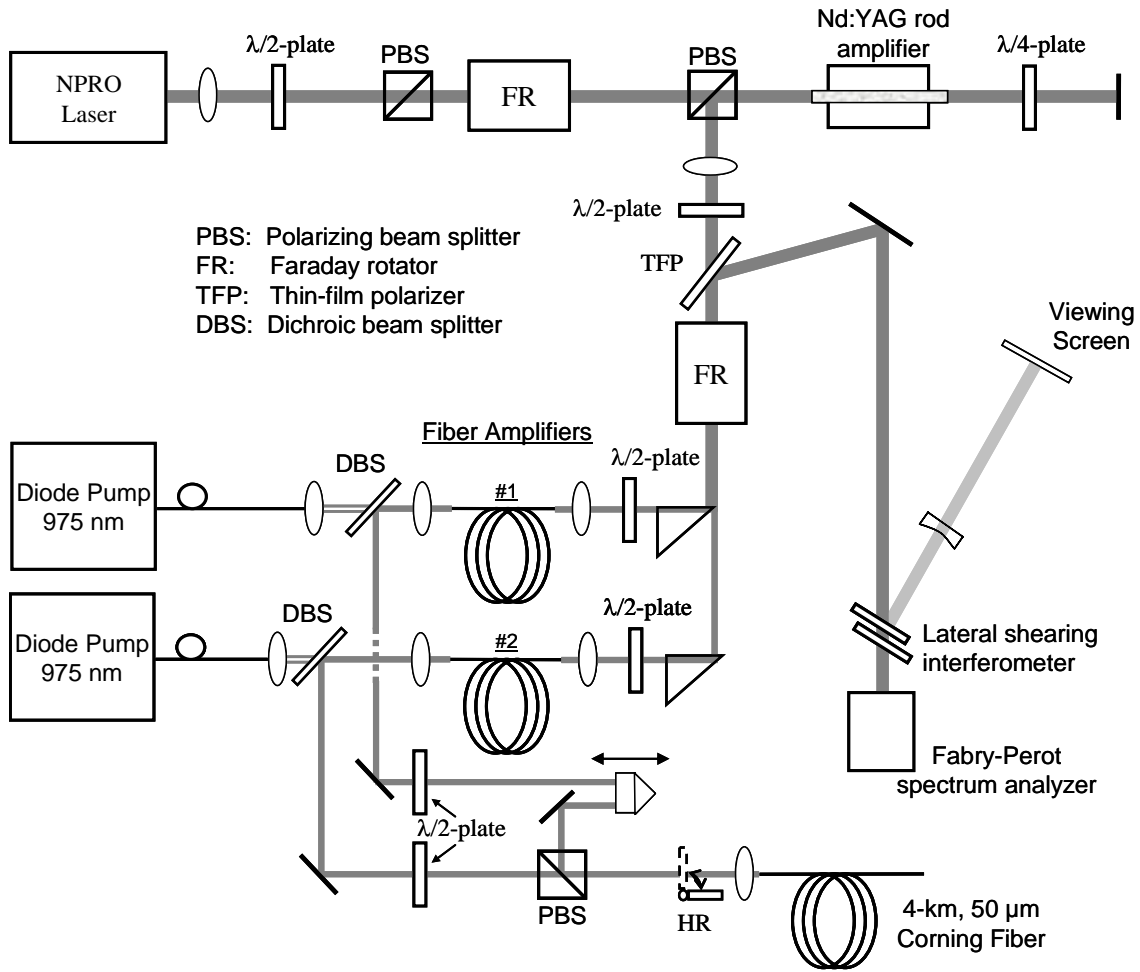 λ/2-plate
PBS
PBS
Nd:YAG rod
amplifier
λ/4-plate
NPRO
Laser
FR
λ/2-plate
PBS: Polarizing beam splitter
FR: Faraday rotator
TFP: Thin-film polarizer
DBS: Dichroic beam splitter
TFP
Viewing
Screen
FR
Fiber Amplifiers
DBS
#1
λ/2-plate
Diode Pump
975 nm
DBS
#2
λ/2-plate
Diode Pump
975 nm
Lateral shearing
interferometer
Fabry-Perot
spectrum analyzer
λ/2-plate
PBS
HR
4-km, 50 µm
Corning Fiber